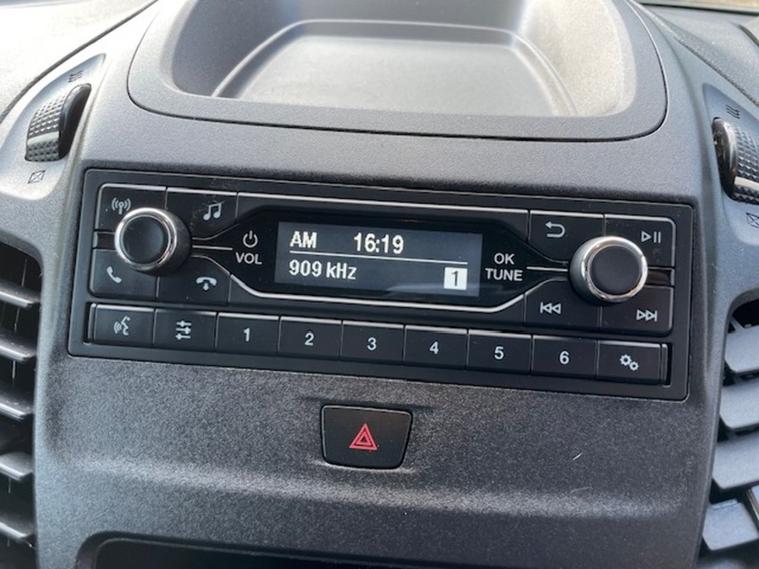 AM 16:19
909 kHz 1
VOL
OK
TUNE
1 2 3 4 5 6